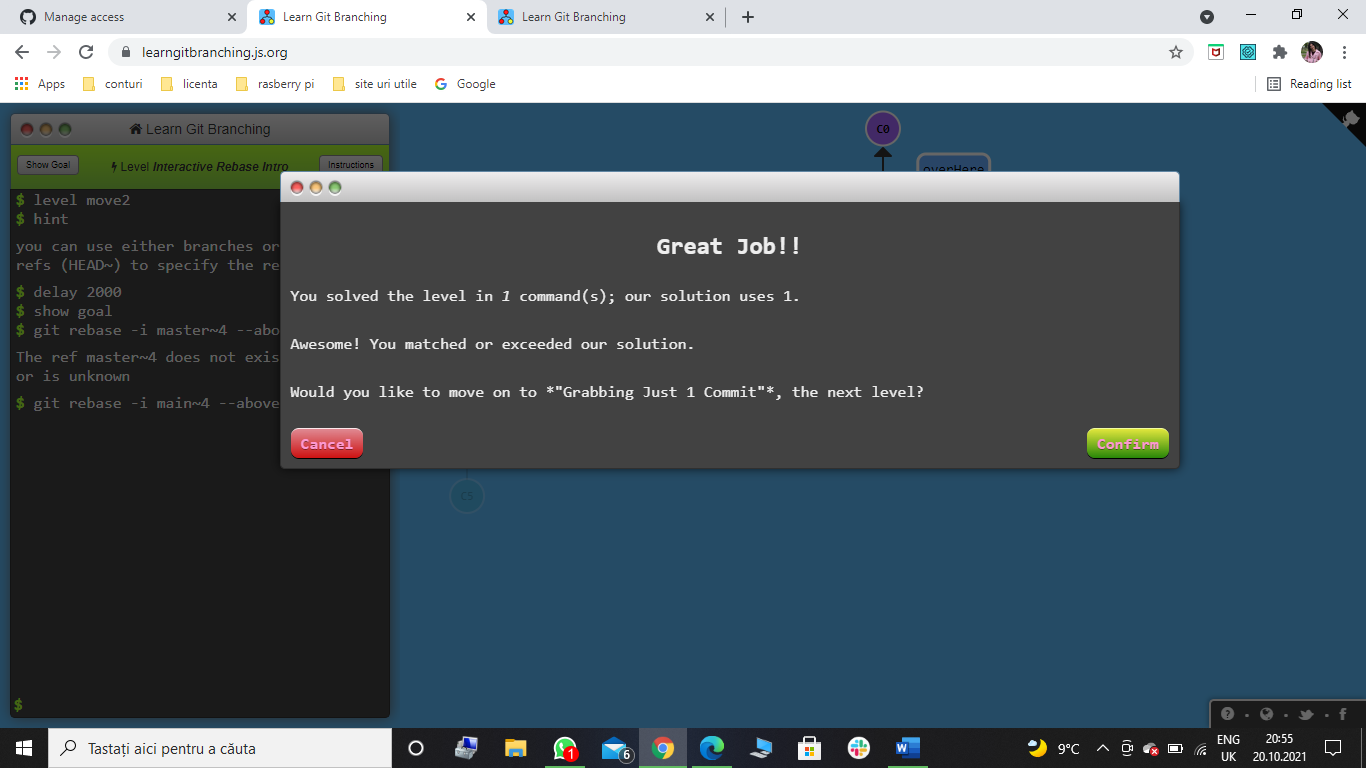 Manage access
Learn Git Branching
Learn Git Branching
learngitbranching.js.org
Apps
conturi
licenta
rasberry pi
site uri utile
Google
Reading list
Learn Git Branching
Show Goal
Level Interactive Rebase Intro
Instructions
$ level move2
$ hint
you can use either branches or
refs (HEAD~) to specify the re
$ delay 2000
$ show goal
$ git rebase -i master~4 --abo
The ref master~4 does not exis
or is unknown
$ git rebase -i main~4 --above
$
C0
overHere
Great Job!!
You solved the level in 1 command(s); our solution uses 1.
Awesome! You matched or exceeded our solution.
Would you like to move on to *"Grabbing Just 1 Commit"*, the next level?
Cancel
Confirm
C5
Tastați aici pentru a căuta
1
6
9°C
ENG
UK
20:55
20.10.2021